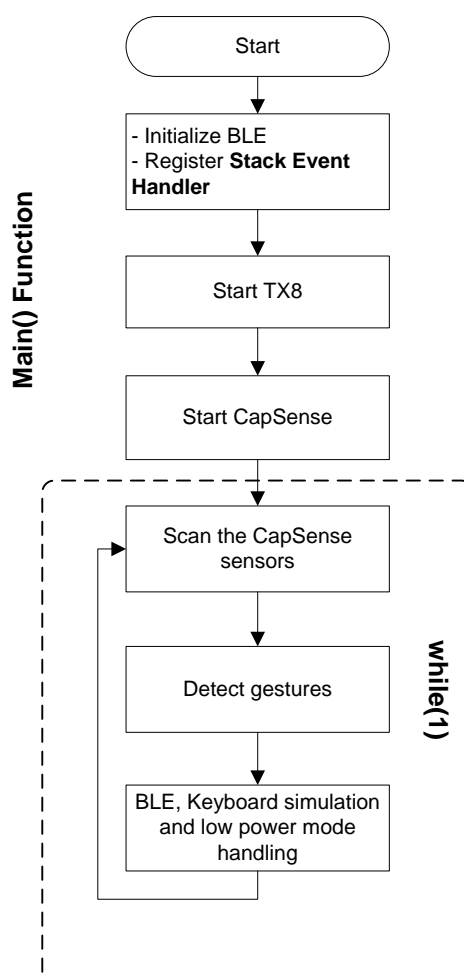 Start
- Initialize BLE
- Register Stack Event
Handler
Main() Function
Start TX8
Start CapSense
Scan the CapSense
sensors
while(1)
Detect gestures
BLE, Keyboard simulation
and low power mode
handling